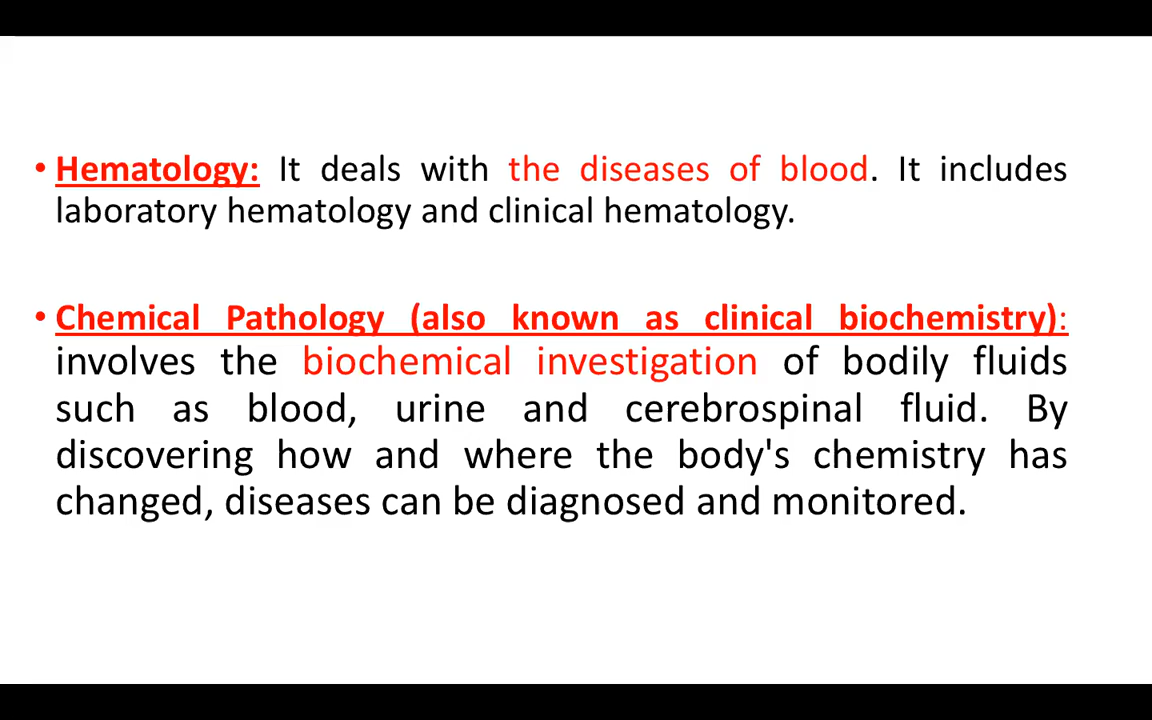 • Hematology: It deals with the diseases of blood. It includes
laboratory hematology and clinical hematology.
• Chemical Pathology (also known as clinical biochemistry):
involves the biochemical investigation of bodily fluids
such as blood, urine and cerebrospinal fluid. By
discovering how and where the body's chemistry has
changed, diseases can be diagnosed and monitored.